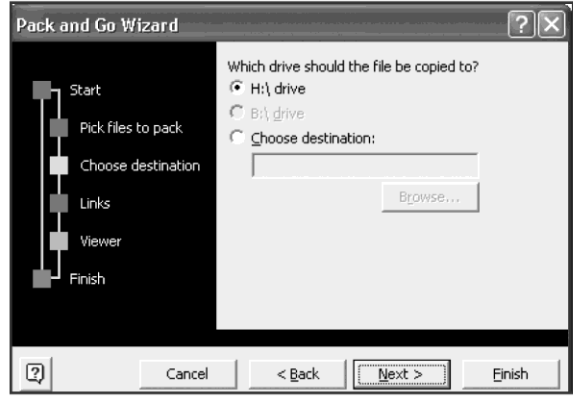 Pack and Go Wizard
Which drive should the file be copied to?
H:\ drive
B:\ drive
Choose destination:
Browse...
Start
Pick files to pack
Choose destination
Links
Viewer
Finish
Cancel
< Back
Next >
Finish